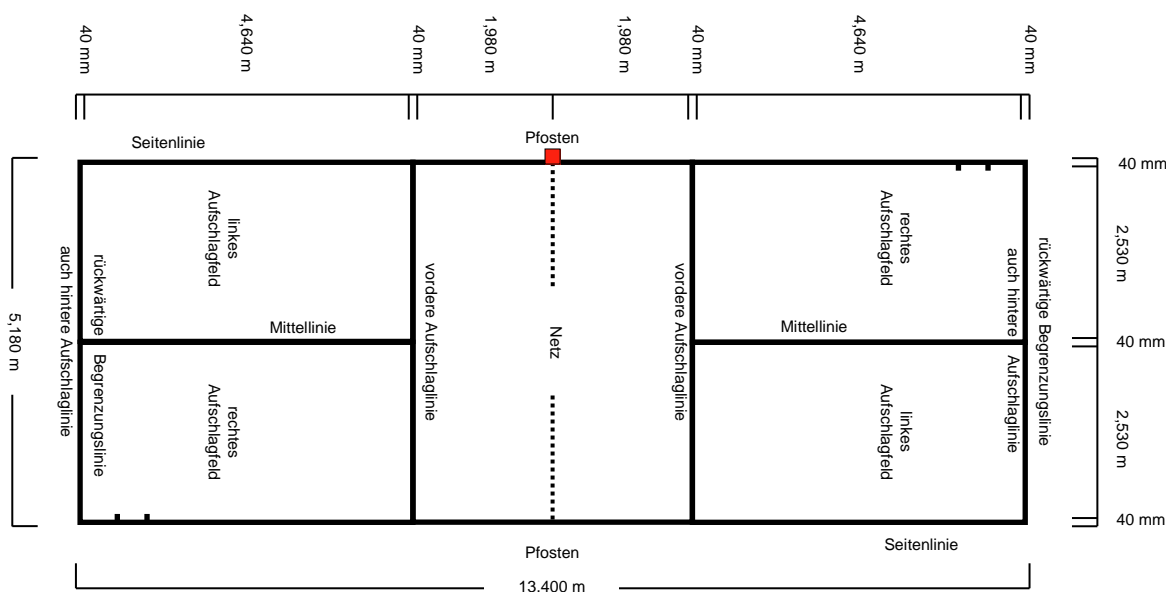 40 mm
4,640 m
40 mm
1,980 m
1,980 m
40 mm
4,640 m
40 mm
Seitenlinie
Pfosten
40 mm
2,530 m
40 mm
2,530 m
40 mm
5,180 m
auch hintere Aufschlaglinie
rückwärtige
Begrenzungslinie
linkes
Aufschlagfeld
Mittellinie
rechtes
Aufschlagfeld
vordere Aufschlaglinie
Netz
vordere Aufschlaglinie
rechtes
Aufschlagfeld
Mittellinie
linkes
Aufschlagfeld
auch hintere
Aufschlaglinie
rückwärtige Begrenzungslinie
Pfosten
Seitenlinie
13,400 m